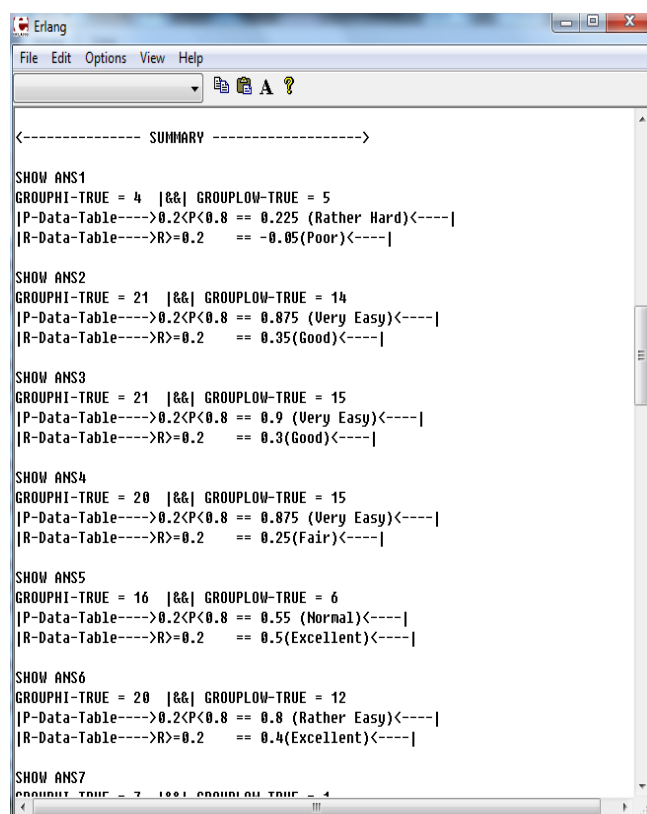 Erlang
File Edit Options View Help
<--------------- SUMMARY ------------------->
SHOW ANS1
GROUPHI-TRUE = 4 |&&| GROUPLOW-TRUE = 5
|P-Data-Table---->0.2<P<0.8 == 0.225 (Rather Hard)<----|
|R-Data-Table---->R>=0.2 == -0.05(Poor)<----|
SHOW ANS2
GROUPHI-TRUE = 21 |&&| GROUPLOW-TRUE = 14
|P-Data-Table---->0.2<P<0.8 == 0.875 (Very Easy)<----|
|R-Data-Table---->R>=0.2 == 0.35(Good)<----|
SHOW ANS3
GROUPHI-TRUE = 21 |&&| GROUPLOW-TRUE = 15
|P-Data-Table---->0.2<P<0.8 == 0.9 (Very Easy)<----|
|R-Data-Table---->R>=0.2 == 0.3(Good)<----|
SHOW ANS4
GROUPHI-TRUE = 20 |&&| GROUPLOW-TRUE = 15
|P-Data-Table---->0.2<P<0.8 == 0.875 (Very Easy)<----|
|R-Data-Table---->R>=0.2 == 0.25(Fair)<----|
SHOW ANS5
GROUPHI-TRUE = 16 |&&| GROUPLOW-TRUE = 6
|P-Data-Table---->0.2<P<0.8 == 0.55 (Normal)<----|
|R-Data-Table---->R>=0.2 == 0.5(Excellent)<----|
SHOW ANS6
GROUPHI-TRUE = 20 |&&| GROUPLOW-TRUE = 12
|P-Data-Table---->0.2<P<0.8 == 0.8 (Rather Easy)<----|
|R-Data-Table---->R>=0.2 == 0.4(Excellent)<----|
SHOW ANS7
GROUPHI-TRUE = 7 |&&| GROUPLOW-TRUE = 1